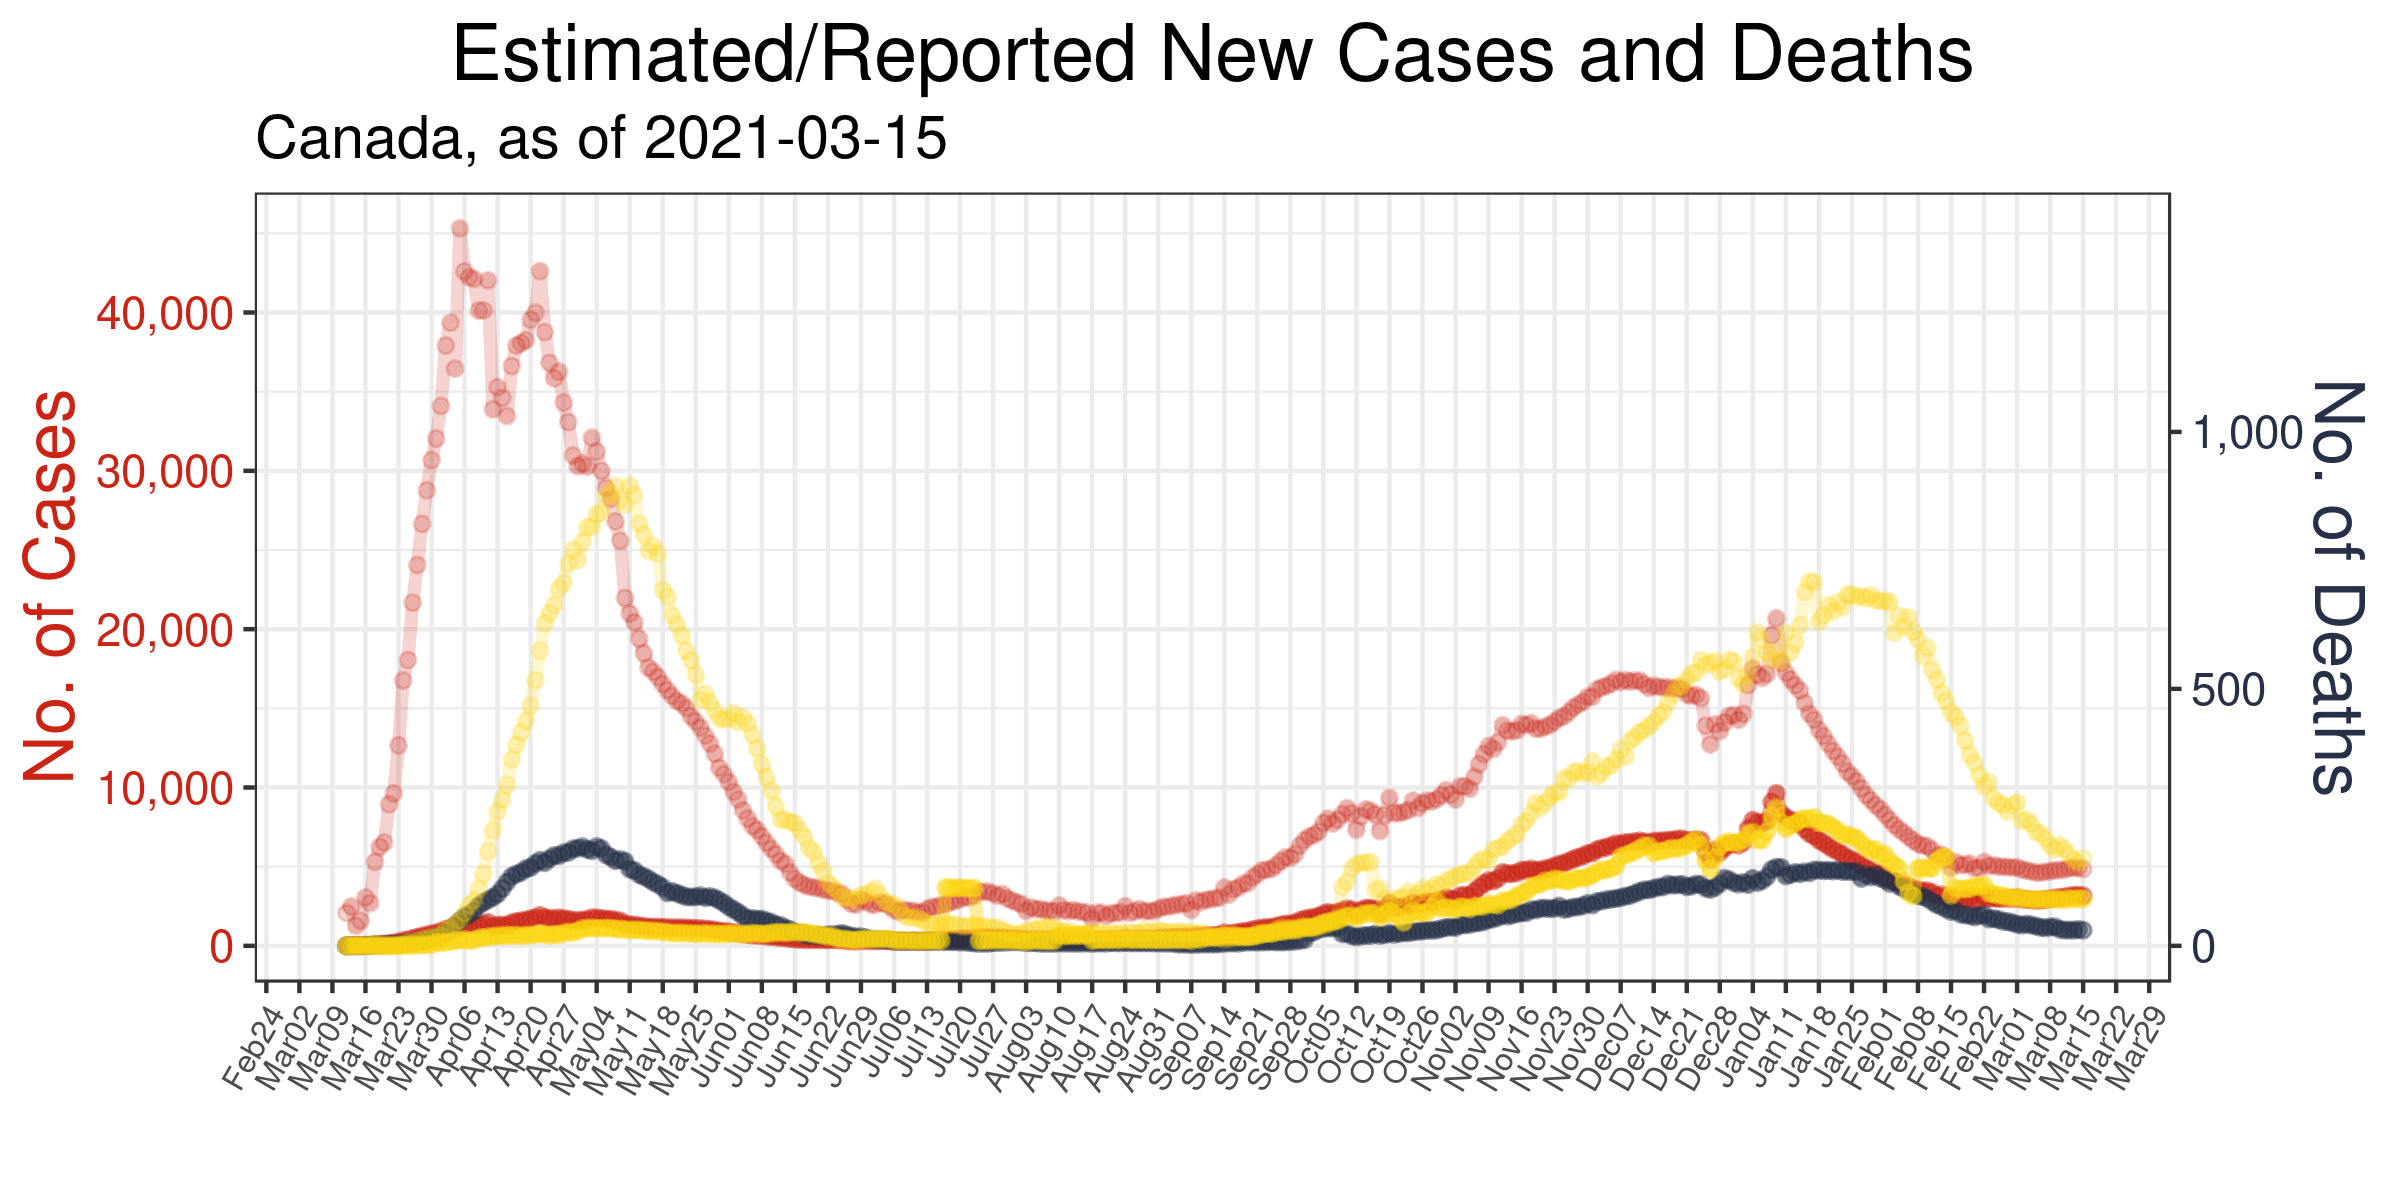 Estimated/Reported New Cases and Deaths
Canada, as of 2021-03-15
No. of Cases
40,000
30,000
20,000
10,000
0
1,000
500
0
No. of Deaths
Feb24
Mar02
Mar09
Mar16
Mar23
Mar30
Apr06
Apr13
Apr20
Apr27
May04
May11
May18
May25
Jun01
Jun08
Jun15
Jun22
Jun29
Jul06
Jul13
Jul20
Jul27
Aug03
Aug10
Aug17
Aug24
Aug31
Sep07
Sep14
Sep21
Sep28
Oct05
Oct12
Oct19
Oct26
Nov02
Nov09
Nov16
Nov23
Nov30
Dec07
Dec14
Dec21
Dec28
Jan04
Jan11
Jan18
Jan25
Feb01
Feb08
Feb15
Feb22
Mar01
Mar08
Mar15
Mar22
Mar29